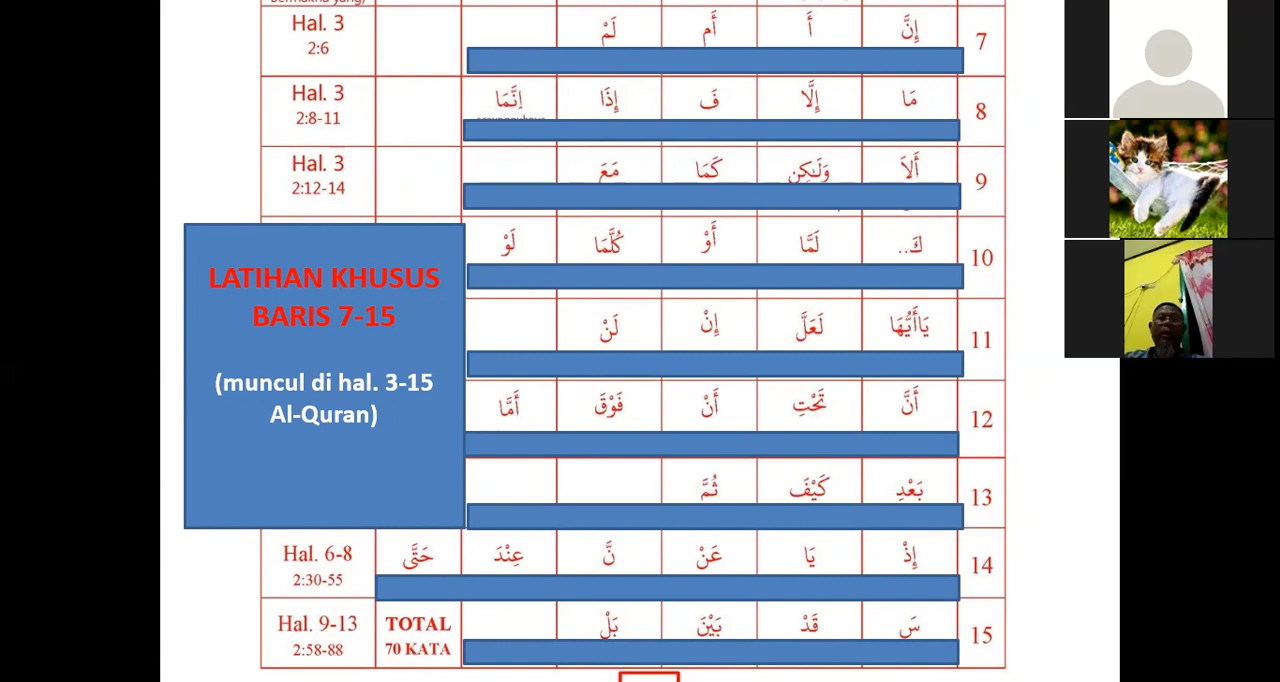 Hal. 3
2:6
إِنَّ أَ أَم لَمْ
7
Hal. 3
2:8-11
مَا إِلَّا فَ إِذَا إِنَّمَا
8
Hal. 3
2:12-14
أَلاَ وَلَٰكِن كَمَا مَعَ
9
كَ.. لَمَّا أَوْ كُلَّمَا لَوْ
10
يَاأَيُّهَا لَعَلَّ إِنْ لَنْ
11
أَنَّ تَحْتِ أَنْ فَوْقَ أَمَّا
12
بَعْدِ كَيْفَ ثُمَّ
13
LATIHAN KHUSUS
BARIS 7-15
(muncul di hal. 3-15
Al-Quran)
Hal. 6-8
2:30-55
إِذْ يَا عَنْ نَّ عِنْدَ حَتَّى
14
Hal. 9-13
2:58-88
TOTAL
70 KATA
سَ قَدْ بَيْنَ بَلْ
15